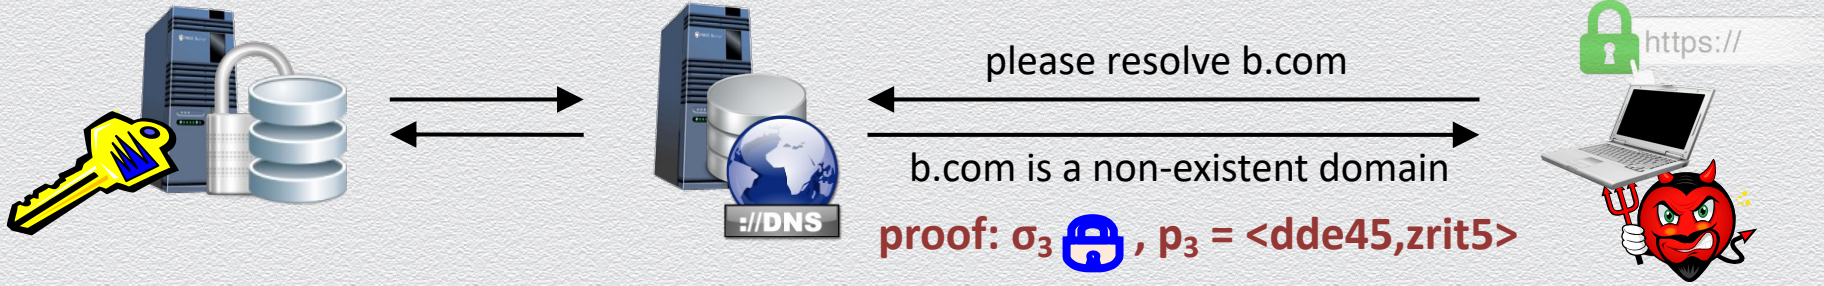 please resolve b.com
https://
b.com is a non-existent domain
://DNS
proof: σ₃ , p₃ = <dde45,zrit5>